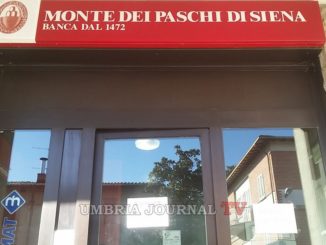 MONTE DEI PASCHI DI SIENA
BANCA DAL 1472
UMBRIA JOURNAL TV